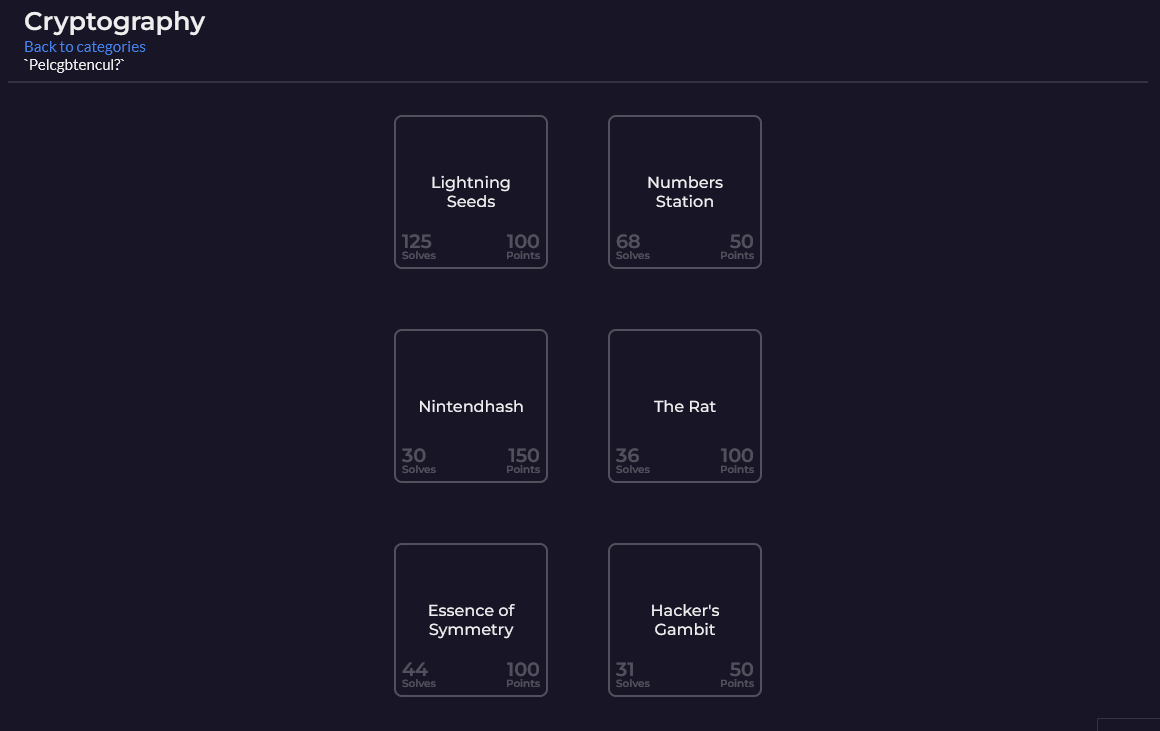 Cryptography
Back to categories
`Pelcgbtencul?`
Lightning
Seeds
125
Solves
100
Points
Numbers
Station
68
Solves
50
Points
Nintendhash
30
Solves
150
Points
The Rat
36
Solves
100
Points
Essence of
Symmetry
44
Solves
100
Points
Hacker's
Gambit
31
Solves
50
Points